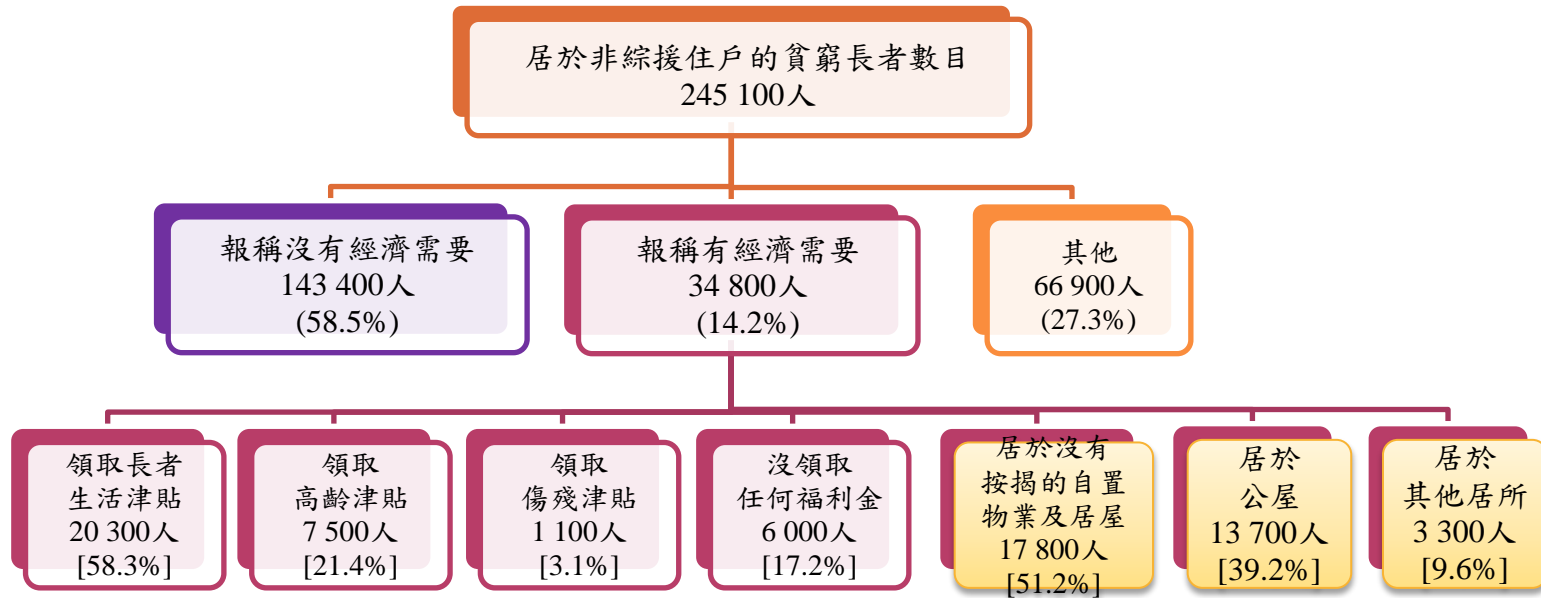 居於非綜援住戶的貧窮長者數目
245 100人
報稱沒有經濟需要
143 400人
(58.5%)
報稱有經濟需要
34 800人
(14.2%)
其他
66 900人
(27.3%)
領取長者
生活津貼
20 300人
[58.3%]
領取
高齡津貼
7 500人
[21.4%]
領取
傷殘津貼
1 100人
[3.1%]
沒領取
任何福利金
6 000人
[17.2%]
居於沒有
按揭的自置
物業及居屋
17 800人
[51.2%]
居於
公屋
13 700人
[39.2%]
居於
其他居所
3 300人
[9.6%]